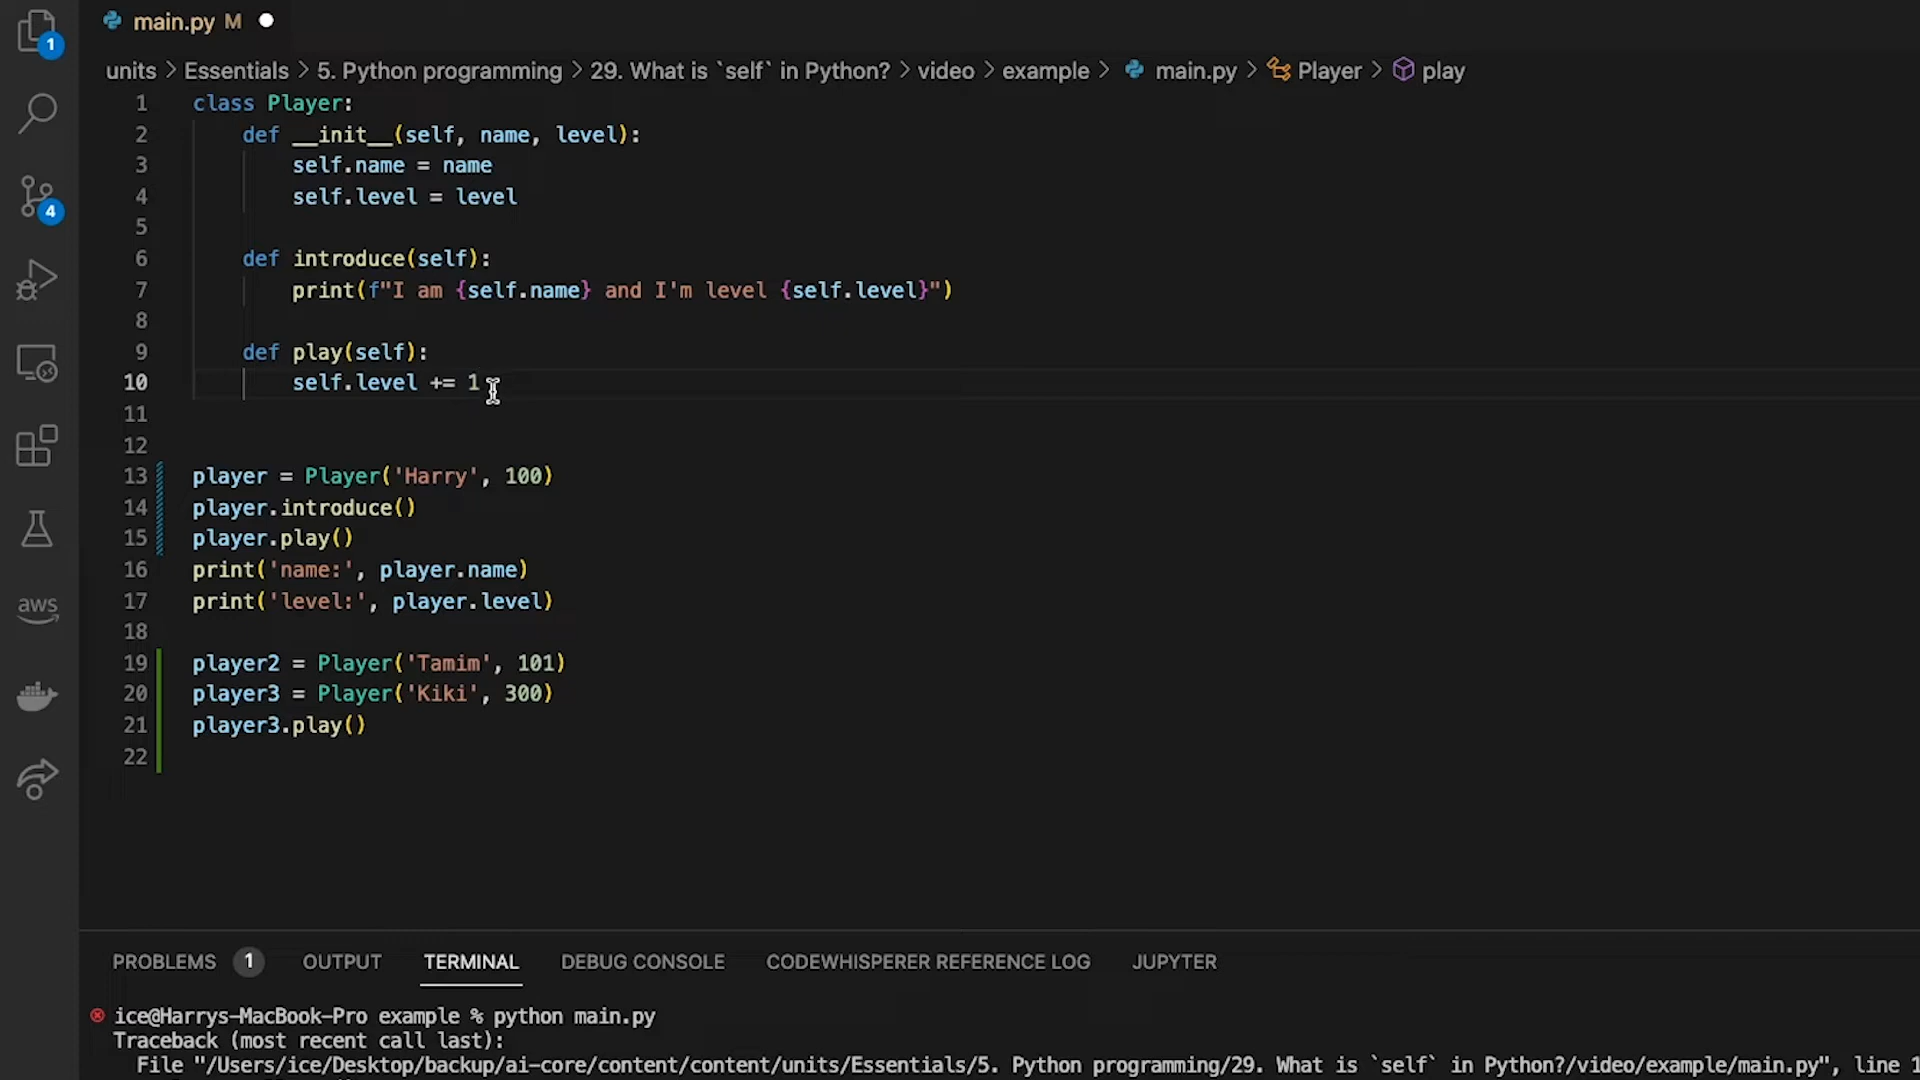 main.py M
units > Essentials > 5. Python programming > 29. What is `self` in Python? > video > example > main.py > Player > play
1 class Player:
2     def __init__(self, name, level):
3         self.name = name
4         self.level = level
5
6     def introduce(self):
7         print(f"I am {self.name} and I'm level {self.level}")
8
9     def play(self):
10         self.level += 1
11
12
13 player = Player('Harry', 100)
14 player.introduce()
15 player.play()
16 print('name:', player.name)
17 print('level:', player.level)
18
19 player2 = Player('Tamim', 101)
20 player3 = Player('Kiki', 300)
21 player3.play()
22
1
4
aws
PROBLEMS 1 OUTPUT TERMINAL DEBUG CONSOLE CODEWHISPERER REFERENCE LOG JUPYTER
ice@Harrys-MacBook-Pro example % python main.py
Traceback (most recent call last):
File "/Users/ice/Desktop/backup/ai-core/content/content/units/Essentials/5. Python programming/29. What is `self` in Python?/video/example/main.py", line 1